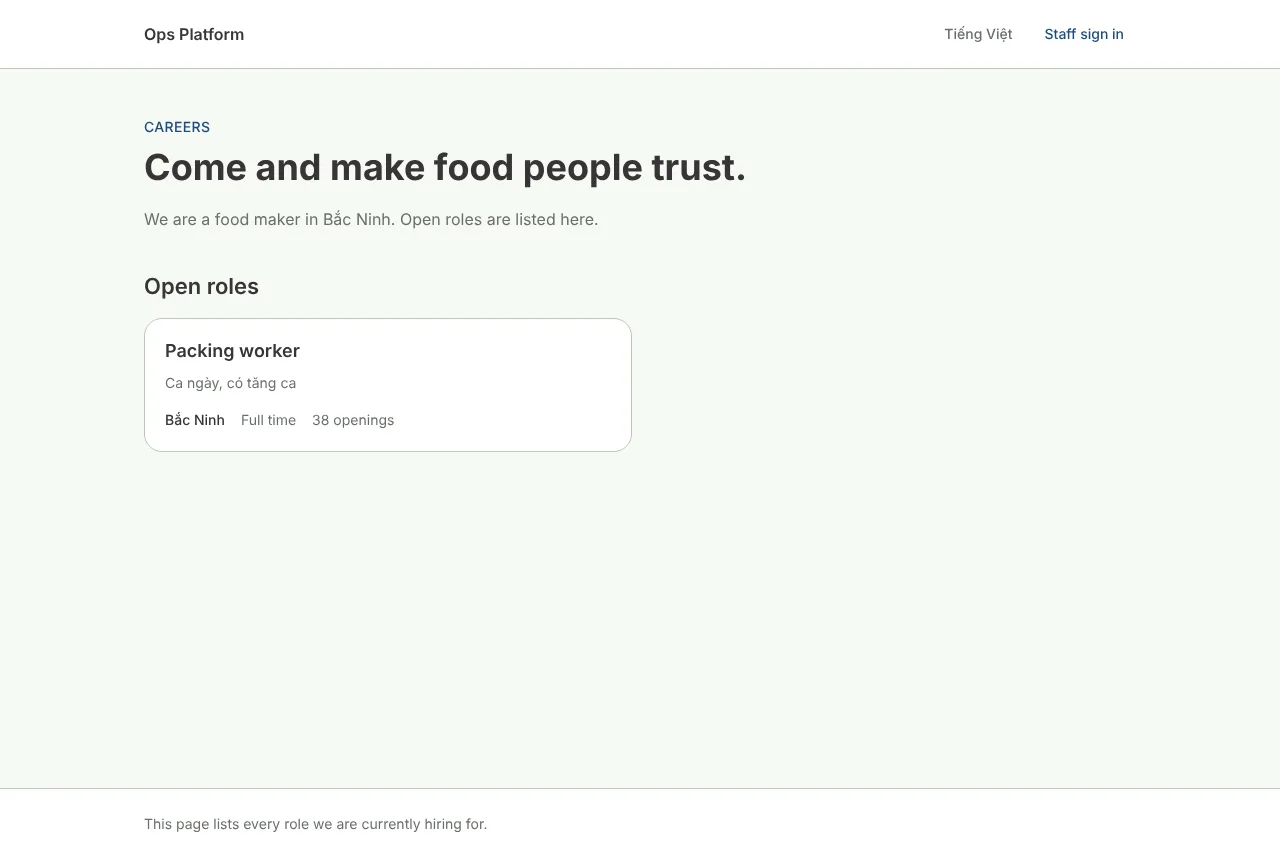 Ops Platform
Tiếng Việt
Staff sign in
CAREERS
Come and make food people trust.
We are a food maker in Bắc Ninh. Open roles are listed here.
Open roles
Packing worker
Ca ngày, có tăng ca
Bắc Ninh Full time 38 openings
This page lists every role we are currently hiring for.